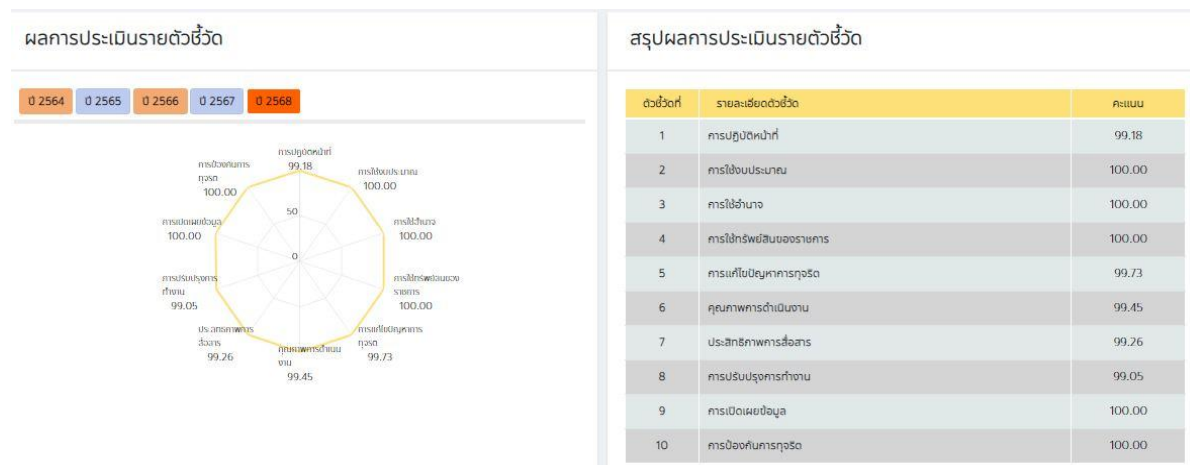 ผลการประเมินรายตัวชี้วัด
ปี 2564 ปี 2565 ปี 2566 ปี 2567 ปี 2568
การปฏิบัติหน้าที่
99.18
การใช้งบประมาณ
100.00
การใช้อำนาจ
100.00
การใช้ทรัพย์สินของ
ราชการ
100.00
การแก้ไขปัญหาการ
ทุจริต
99.73
คุณภาพการดำเนิน
งาน
99.45
ประสิทธิภาพการ
สื่อสาร
99.26
การปรับปรุงการ
ทำงาน
99.05
การเปิดเผยข้อมูล
100.00
การป้องกันการ
ทุจริต
100.00
50
0
สรุปผลการประเมินรายตัวชี้วัด
ตัวชี้วัดที่ รายละเอียดตัวชี้วัด คะแนน
1 การปฏิบัติหน้าที่ 99.18
2 การใช้งบประมาณ 100.00
3 การใช้อำนาจ 100.00
4 การใช้ทรัพย์สินของราชการ 100.00
5 การแก้ไขปัญหาการทุจริต 99.73
6 คุณภาพการดำเนินงาน 99.45
7 ประสิทธิภาพการสื่อสาร 99.26
8 การปรับปรุงการทำงาน 99.05
9 การเปิดเผยข้อมูล 100.00
10 การป้องกันการทุจริต 100.00